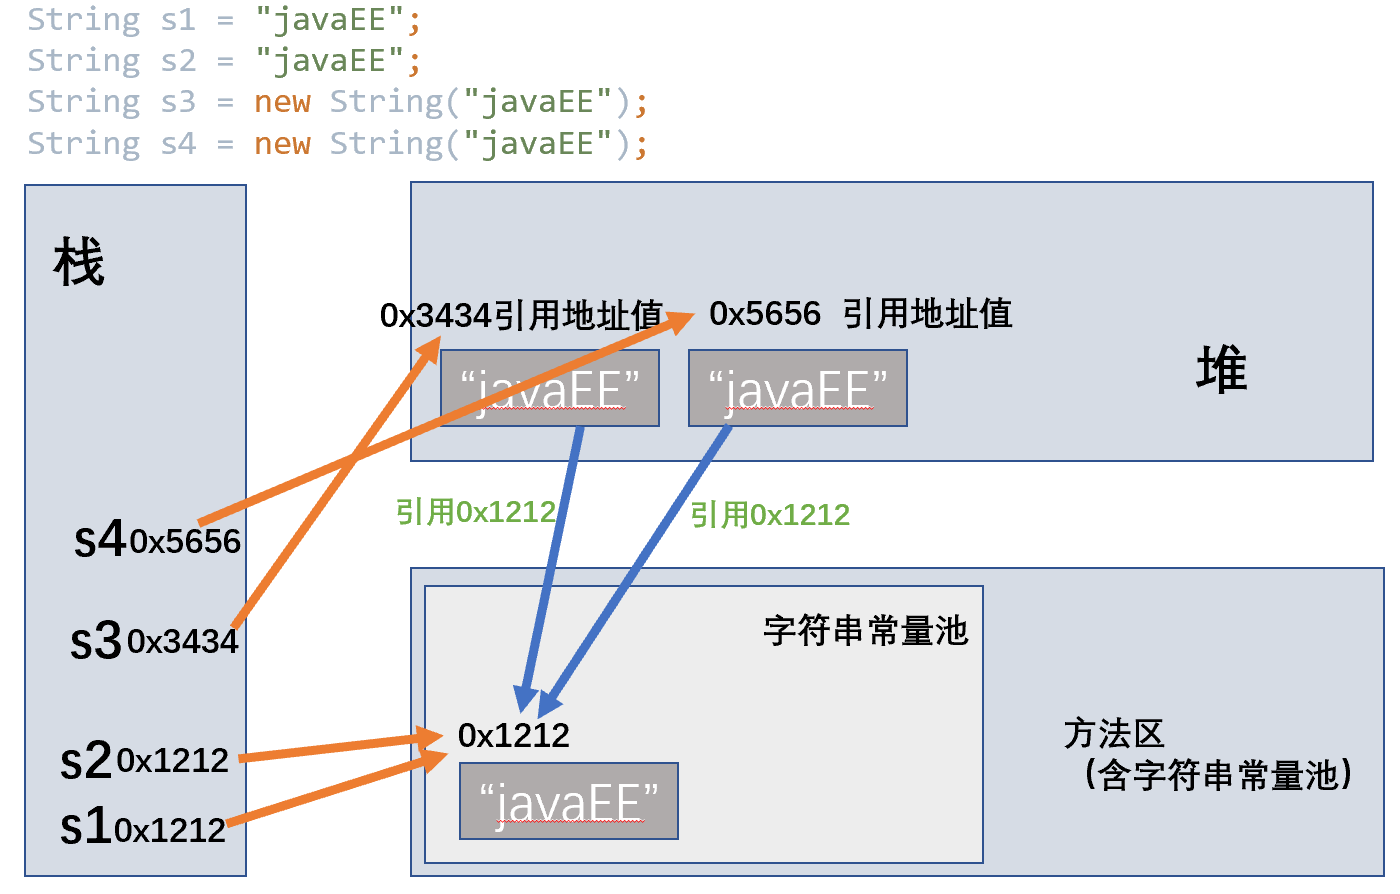 String s1 = "javaEE";
String s2 = "javaEE";
String s3 = new String("javaEE");
String s4 = new String("javaEE");
栈
0x3434引用地址值
0x5656 引用地址值
“javaEE”
“javaEE”
堆
引用0x1212
引用0x1212
s4 0x5656
s3 0x3434
s2 0x1212
s1 0x1212
字符串常量池
0x1212
“javaEE”
方法区
（含字符串常量池）